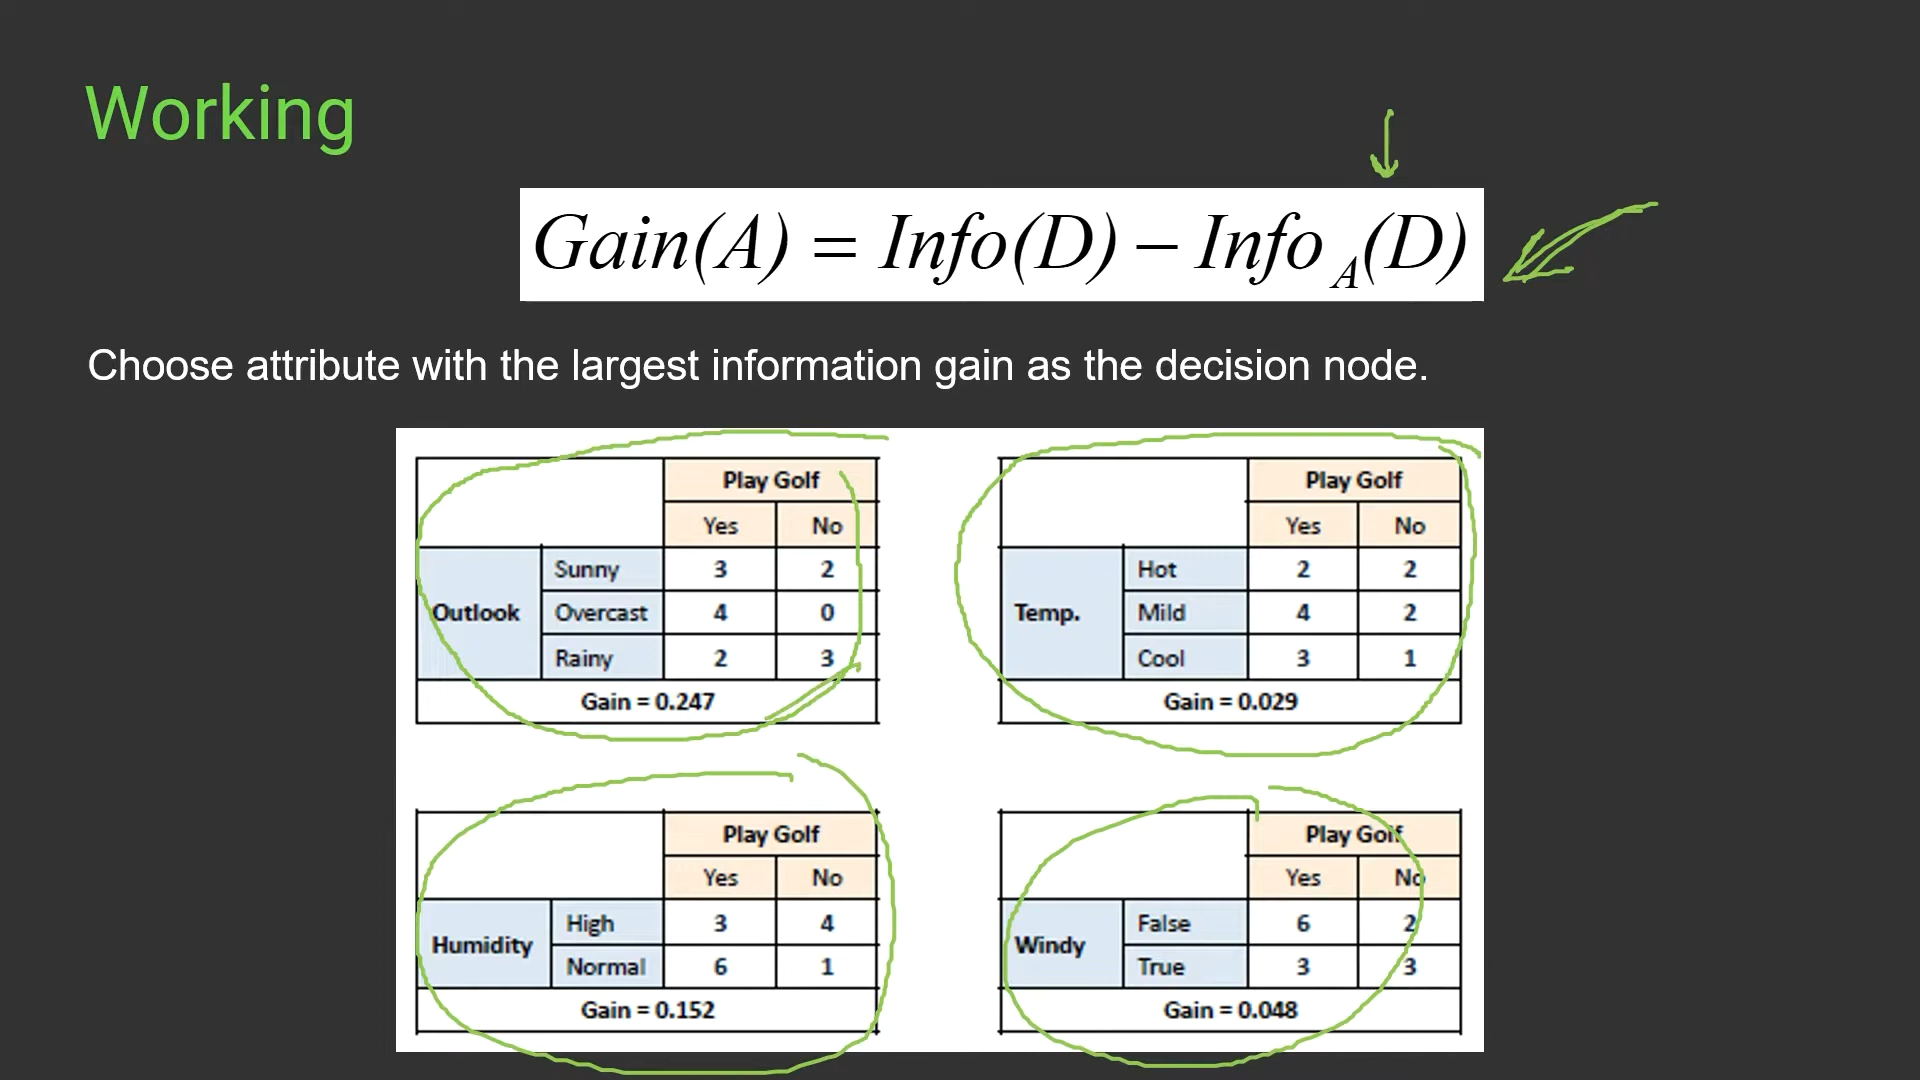 Working
Gain(A) = Info(D) − Info A(D)
Choose attribute with the largest information gain as the decision node.
Play Golf
Yes No
Outlook Sunny 3 2
Overcast 4 0
Rainy 2 3
Gain = 0.247
Play Golf
Yes No
Temp. Hot 2 2
Mild 4 2
Cool 3 1
Gain = 0.029
Play Golf
Yes No
Humidity High 3 4
Normal 6 1
Gain = 0.152
Play Golf
Yes No
Windy False 6 2
True 3 3
Gain = 0.048